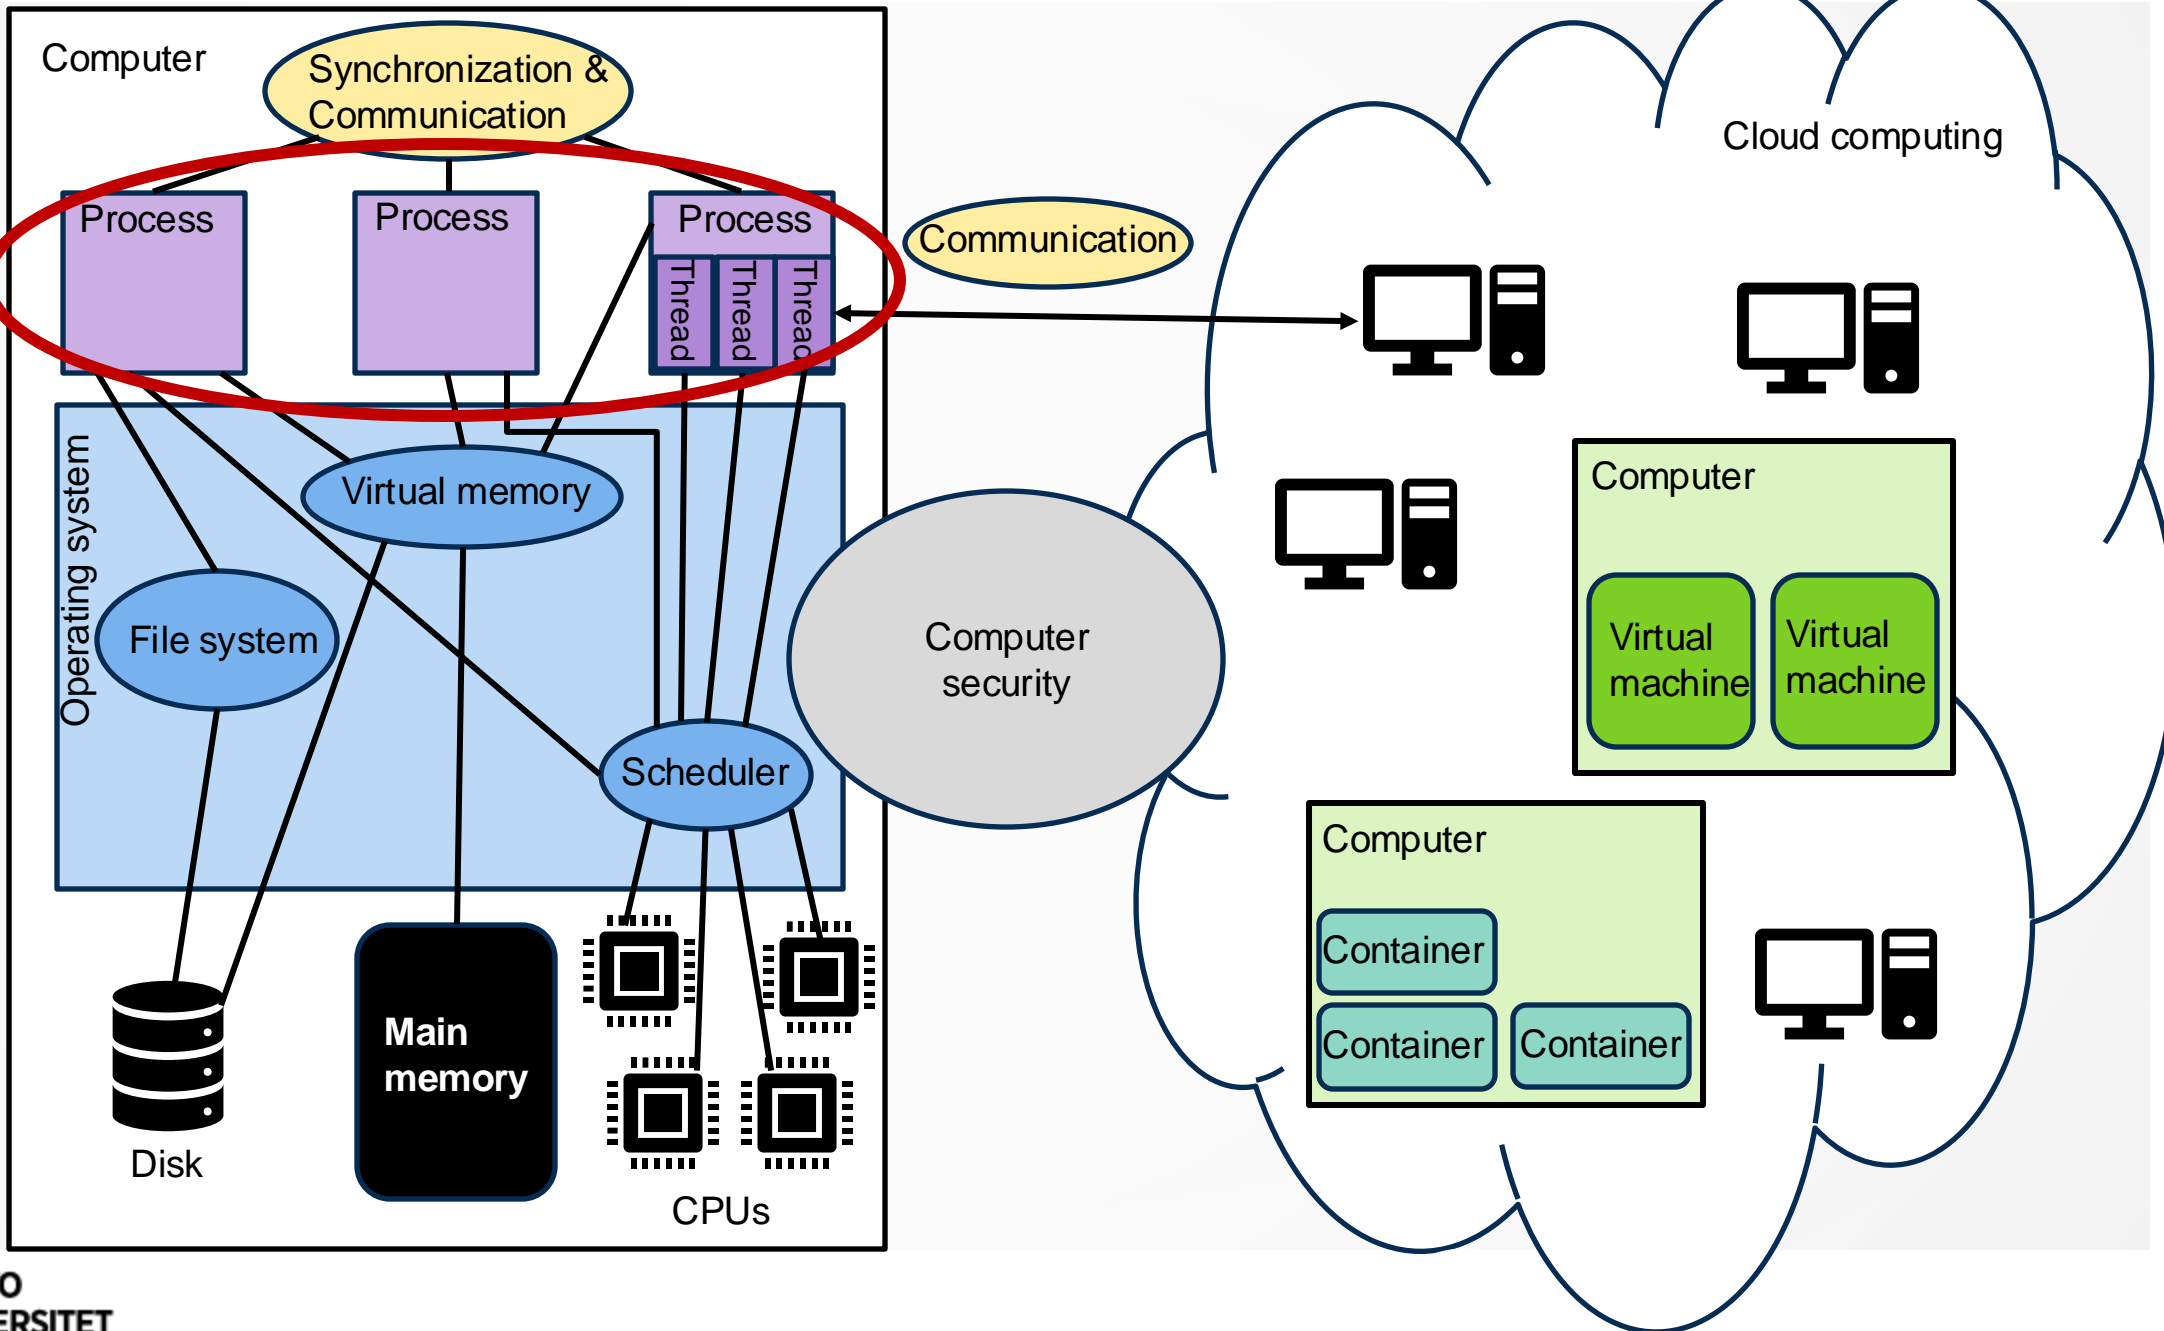 Computer
Synchronization &
Communication
Cloud computing
Process
Process
Process
Thread
Thread
Thread
Communication
Operating system
Virtual memory
File system
Scheduler
Computer
security
Computer
Virtual
machine
Virtual
machine
Computer
Container
Container
Container
Main
memory
Disk
CPUs
O
ERSITET